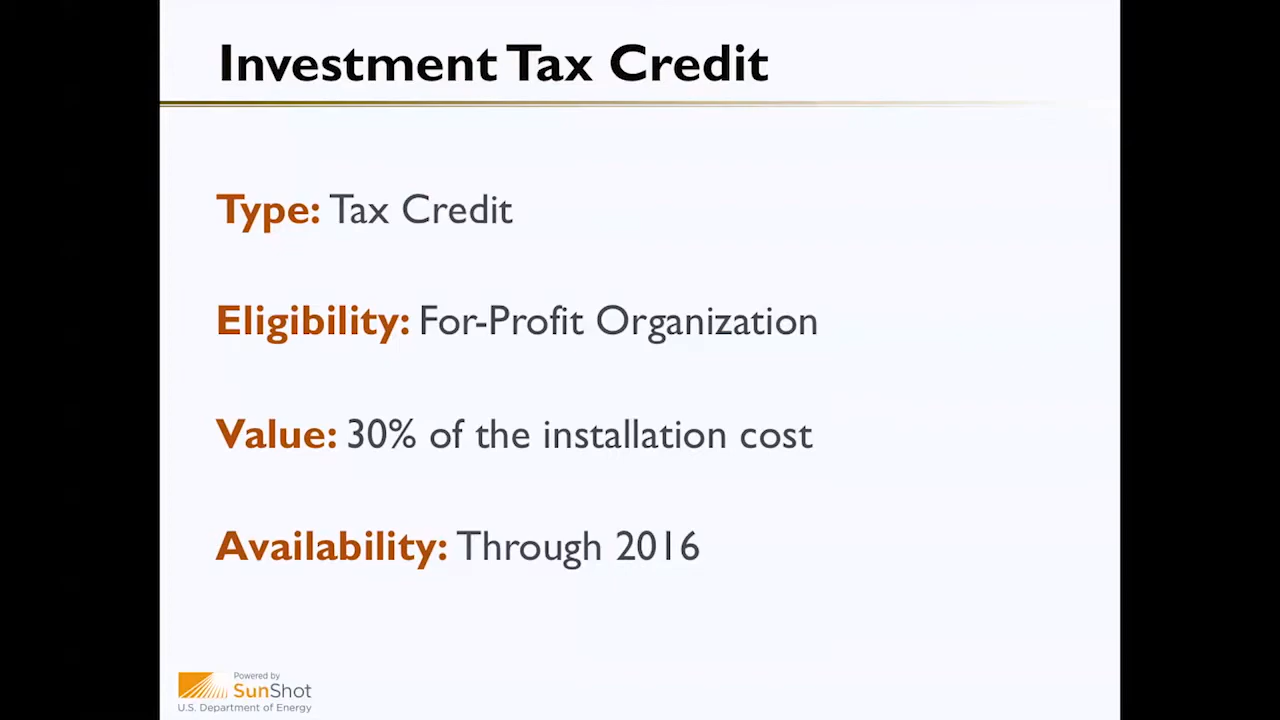 Investment Tax Credit
Type: Tax Credit
Eligibility: For-Profit Organization
Value: 30% of the installation cost
Availability: Through 2016
Powered by
SunShot
U.S. Department of Energy